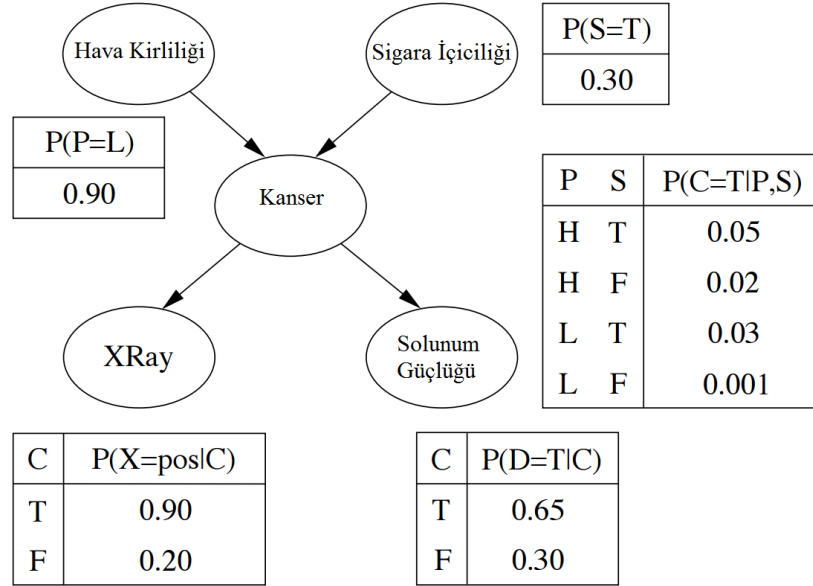 Hava Kirliliği
Sigara İçiciliği
P(S=T)
0.30
P(P=L)
0.90
Kanser
P S P(C=T|P,S)
H T 0.05
H F 0.02
L T 0.03
L F 0.001
XRay
Solunum
Güçlüğü
C P(X=pos|C)
T 0.90
F 0.20
C P(D=T|C)
T 0.65
F 0.30